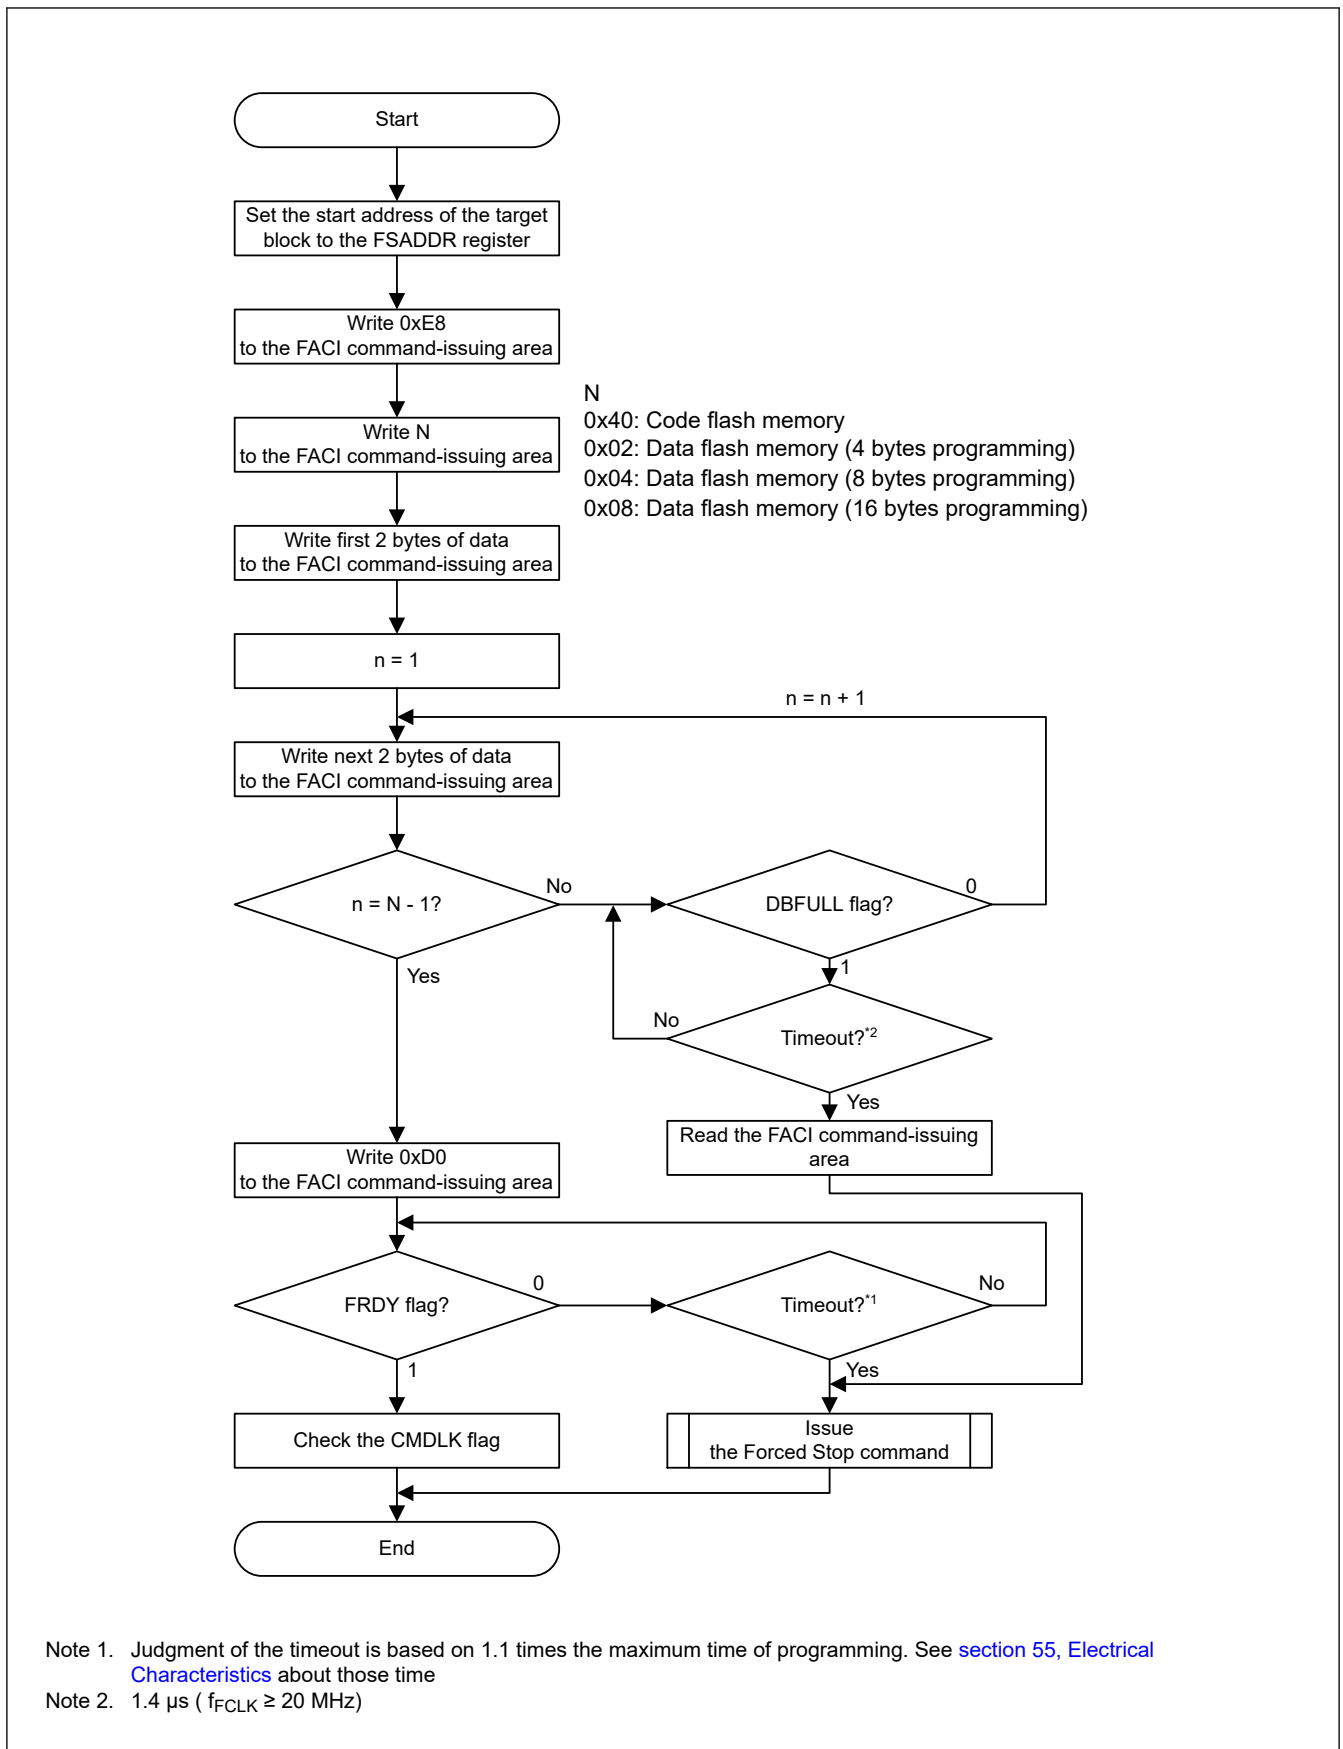 Start
Set the start address of the target
block to the FSADDR register
Write 0xE8
to the FACI command-issuing area
N
0x40: Code flash memory
0x02: Data flash memory (4 bytes programming)
0x04: Data flash memory (8 bytes programming)
0x08: Data flash memory (16 bytes programming)
Write N
to the FACI command-issuing area
Write first 2 bytes of data
to the FACI command-issuing area
n = 1
n = n + 1
Write next 2 bytes of data
to the FACI command-issuing area
n = N - 1?
No
DBFULL flag?
0
Yes
1
No
Timeout?*2
Yes
Read the FACI command-issuing
area
Write 0xD0
to the FACI command-issuing area
FRDY flag?
0
Timeout?*1
No
1
Yes
Check the CMDLK flag
Issue
the Forced Stop command
End
Note 1. Judgment of the timeout is based on 1.1 times the maximum time of programming. See section 55, Electrical
Characteristics about those time
Note 2. 1.4 μs ( fFCLK ≥ 20 MHz)